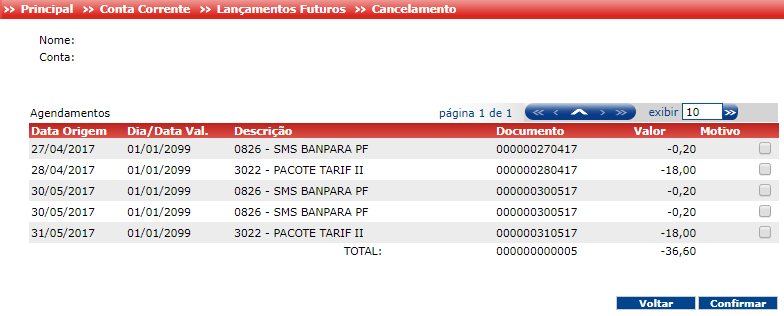 >> Principal >> Conta Corrente >> Lançamentos Futuros >> Cancelamento
Nome:
Conta:
Agendamentos página 1 de 1 << < > >> exibir 10 >>
Data Origem Dia/Data Val. Descrição Documento Valor Motivo
27/04/2017 01/01/2099 0826 - SMS BANPARA PF 000000270417 -0,20
28/04/2017 01/01/2099 3022 - PACOTE TARIF II 000000280417 -18,00
30/05/2017 01/01/2099 0826 - SMS BANPARA PF 000000300517 -0,20
30/05/2017 01/01/2099 0826 - SMS BANPARA PF 000000300517 -0,20
31/05/2017 01/01/2099 3022 - PACOTE TARIF II 000000310517 -18,00
TOTAL: 000000000005 -36,60
Voltar Confirmar